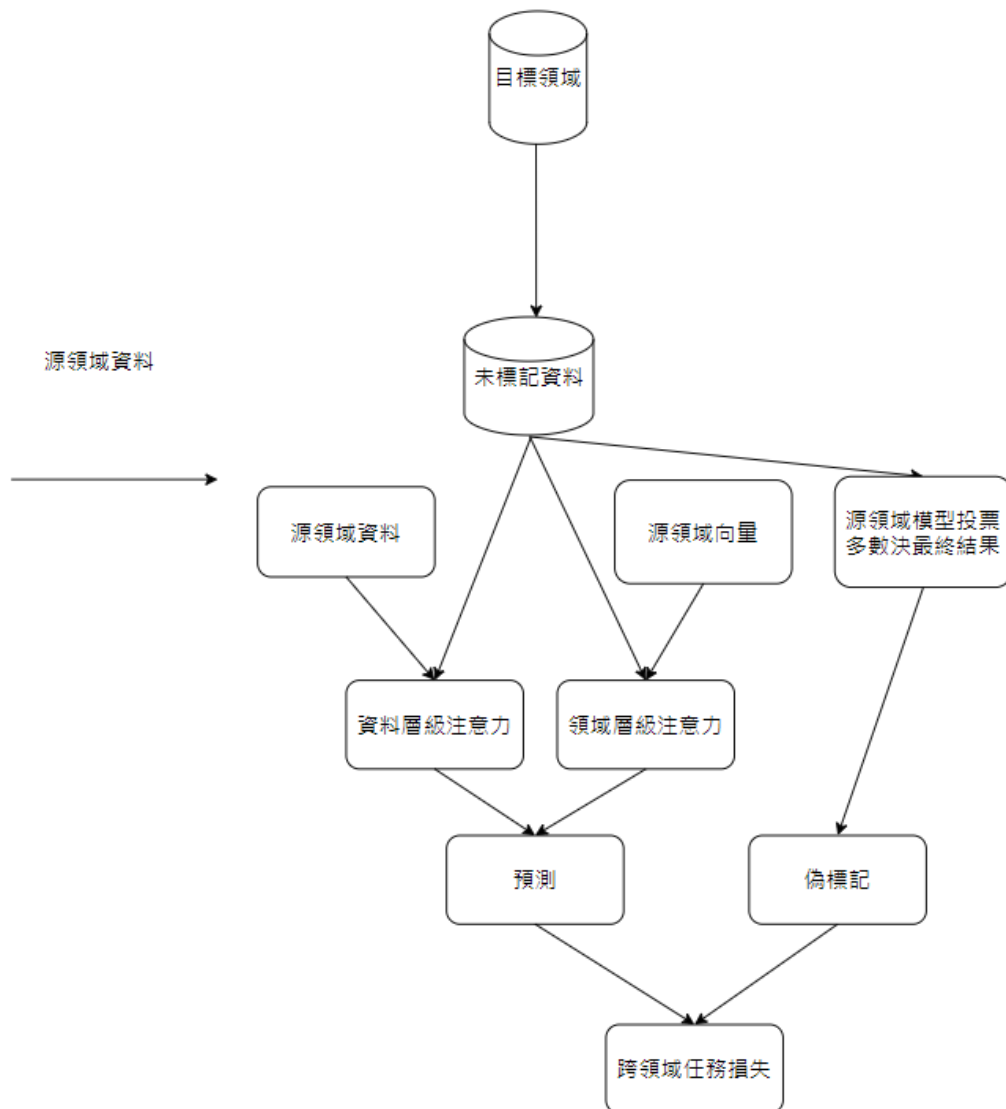 目標領域
源領域資料
未標記資料
源領域資料
源領域向量
源領域模型投票
多數決最終結果
資料層級注意力
領域層級注意力
預測
偽標記
跨領域任務損失